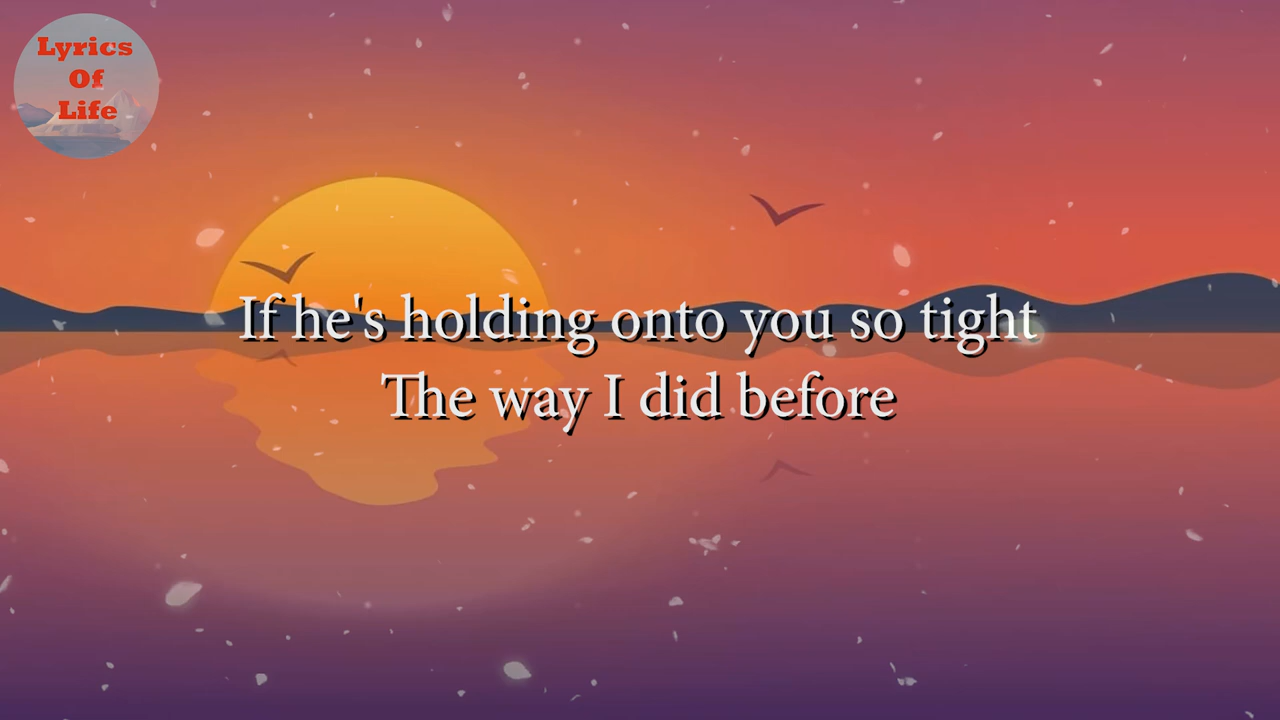 Lyrics
Of
Life
If he's holding onto you so tight
The way I did before